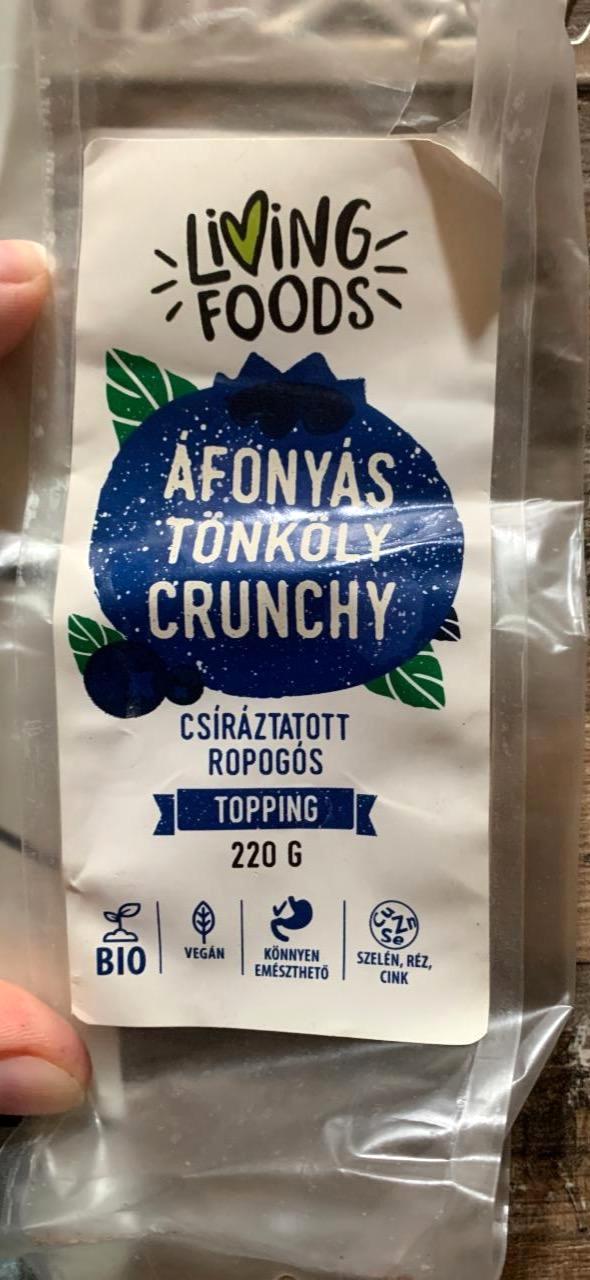 LiViNG
FOODS
ÁFONYÁS
TÖNKÖLY
CRUNCHY
CSÍRÁZTATOTT
ROPOGÓS
TOPPING
220 G
BIO
VEGÁN
KÖNNYEN
EMÉSZTHETŐ
Cu Zn
Se
SZELÉN, RÉZ,
CINK